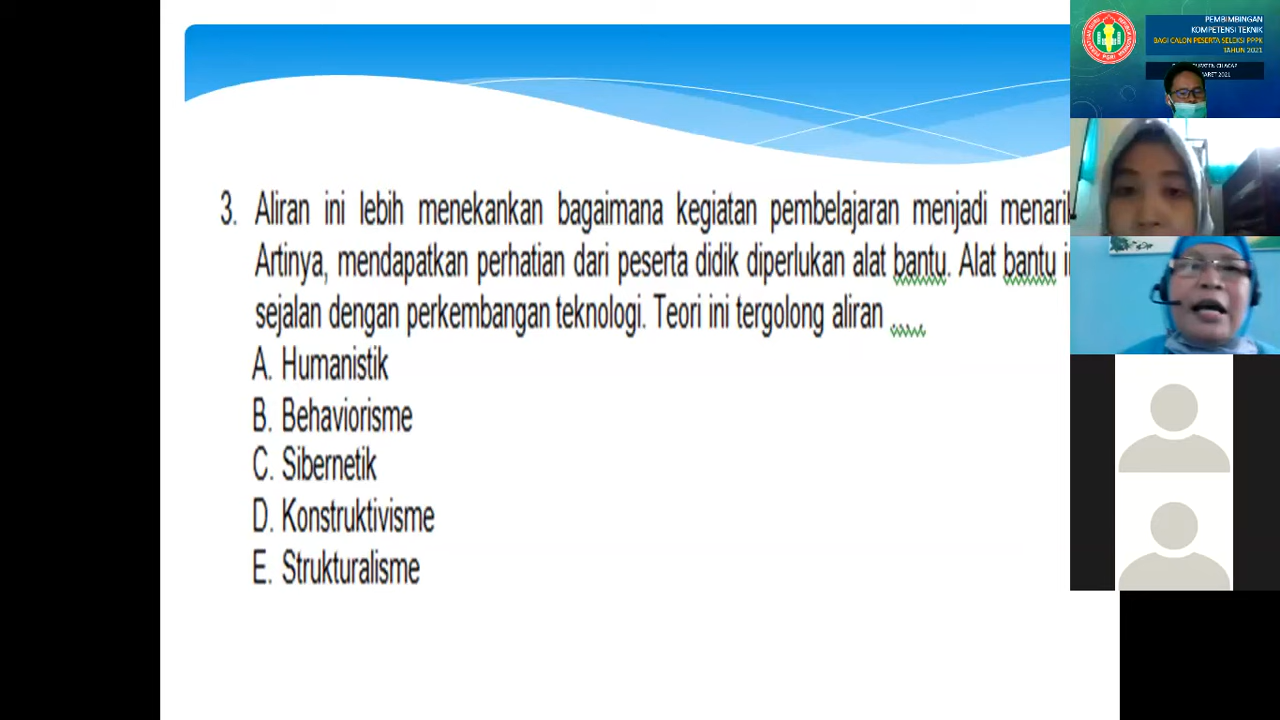 3. Aliran ini lebih menekankan bagaimana kegiatan pembelajaran menjadi
Artinya, mendapatkan perhatian dari peserta didik diperlukan alat bantu. Alat bantu
sejalan dengan perkembangan teknologi. Teori ini tergolong aliran ....
A. Humanistik
B. Behaviorisme
C. Sibernetik
D. Konstruktivisme
E. Strukturalisme
PEMBIMBINGAN
KOMPETENSI TEKNIK
BAGI CALON PESERTA SELEKSI PPPK
TAHUN 2021
MARET 2021
PGRI